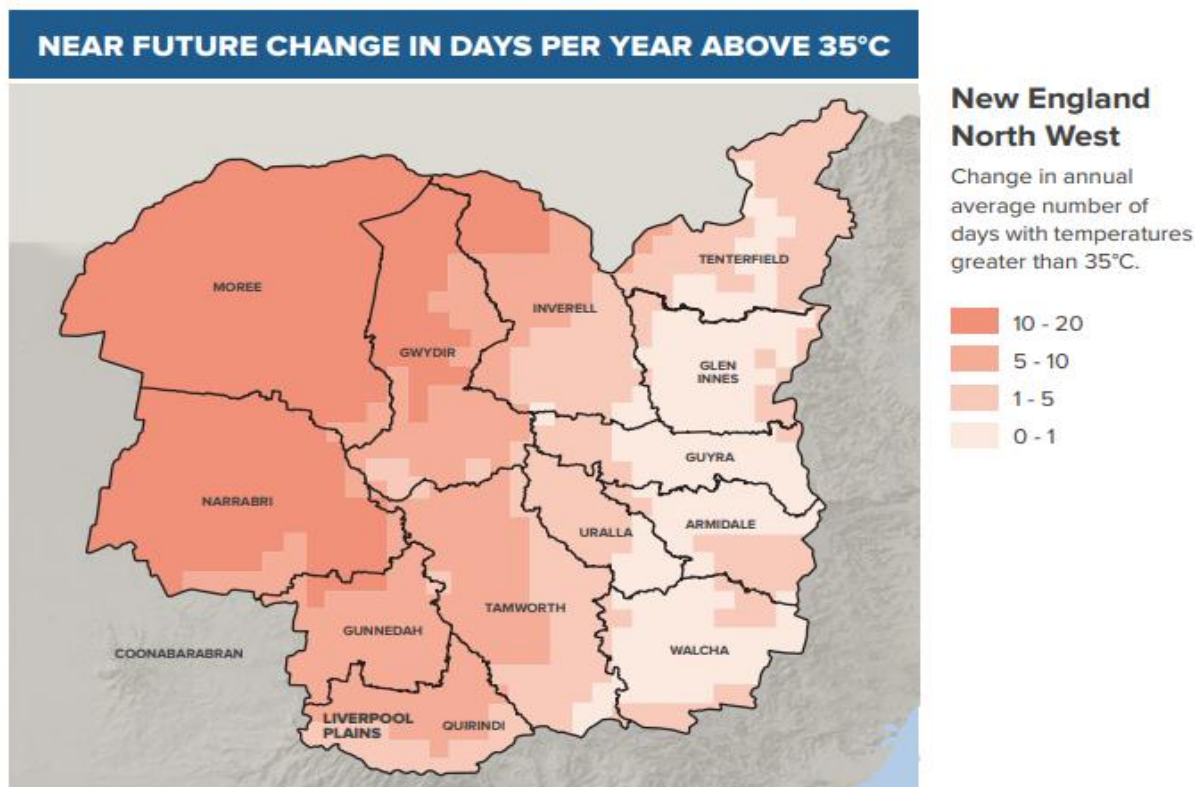 NEAR FUTURE CHANGE IN DAYS PER YEAR ABOVE 35°C
New England
North West
Change in annual
average number of
days with temperatures
greater than 35°C.
10 - 20
5 - 10
1 - 5
0 - 1
TENTERFIELD
MOREE
INVERELL
GWYDIR
GLEN
INNES
GUYRA
NARRABRI
ARMIDALE
URALLA
TAMWORTH
GUNNEDAH
WALCHA
COONABARABRAN
LIVERPOOL
PLAINS
QUIRINDI